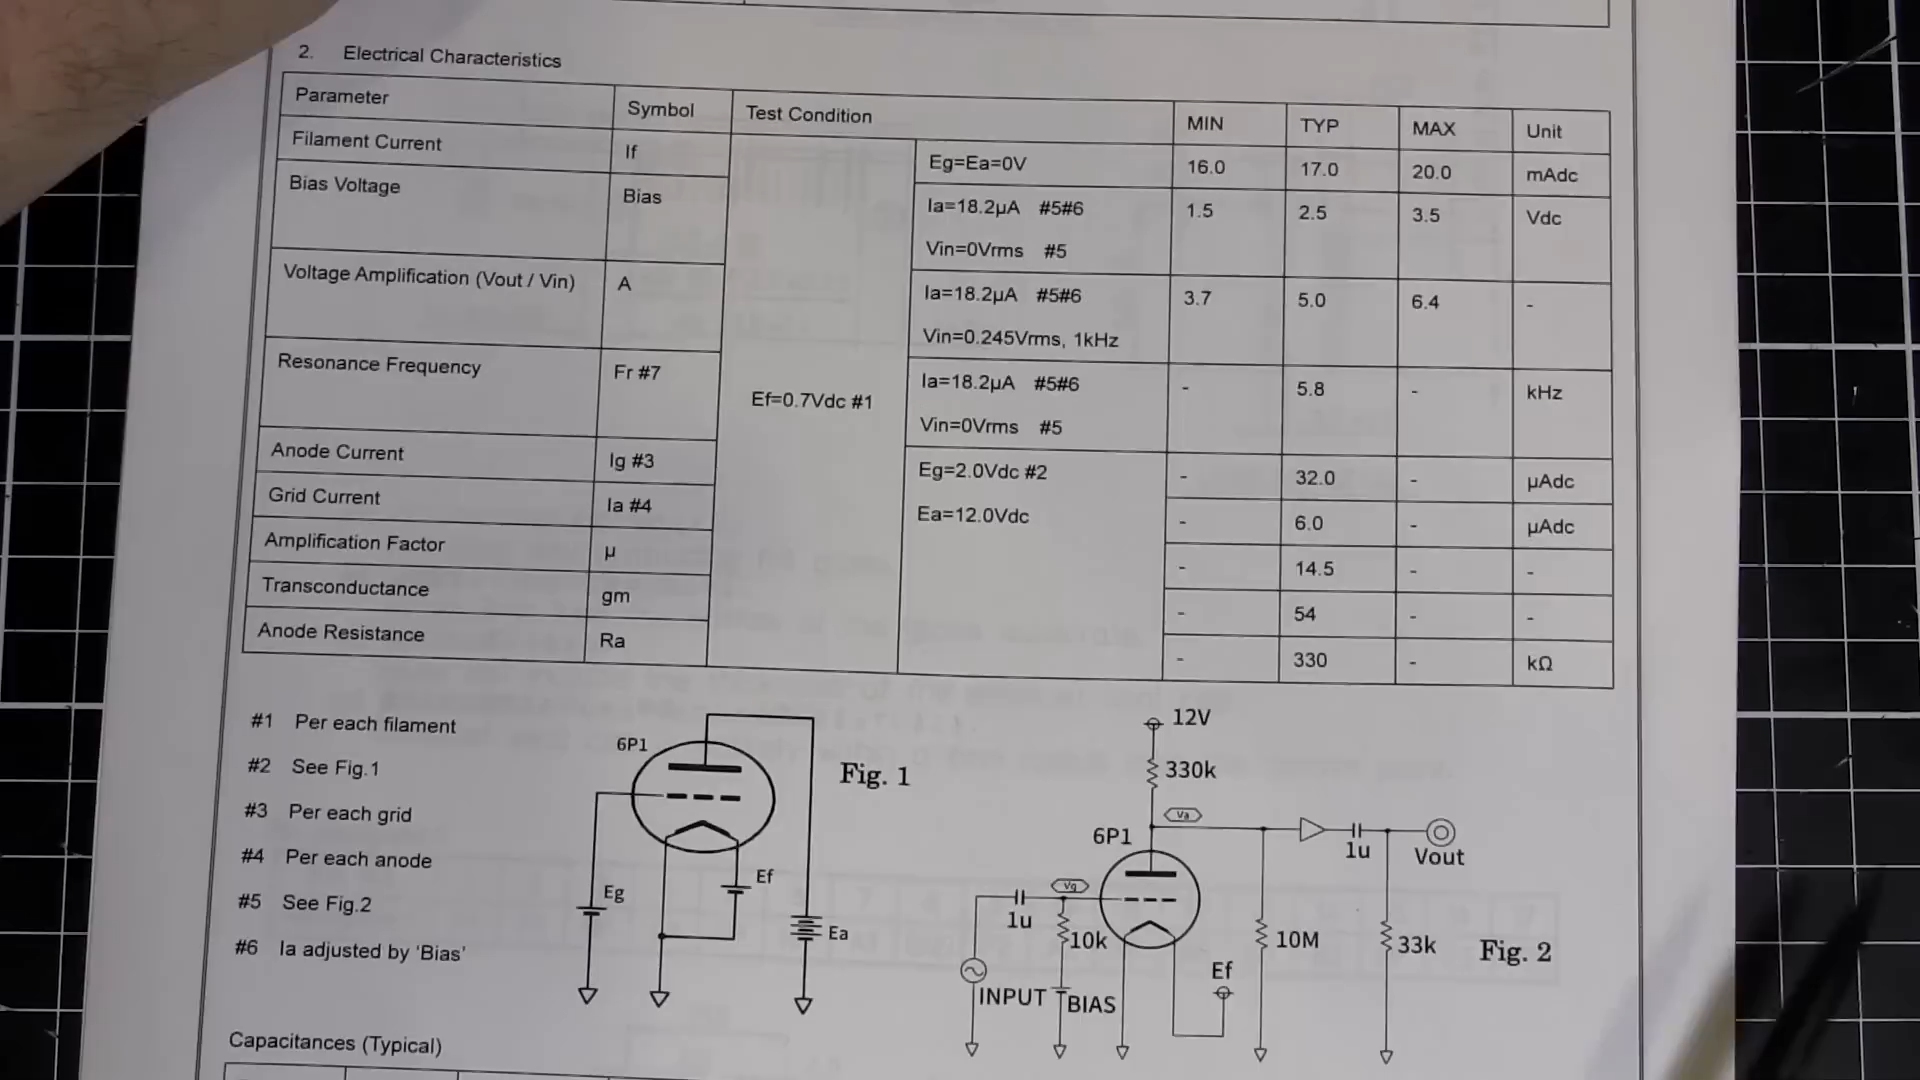 2. Electrical Characteristics
Parameter Symbol Test Condition MIN TYP MAX Unit
Filament Current If Ef=0.7Vdc #1 Eg=Ea=0V 16.0 17.0 20.0 mAdc
Bias Voltage Bias Ia=18.2μA #5#6 1.5 2.5 3.5 Vdc
Vin=0Vrms #5
Voltage Amplification (Vout / Vin) A Ia=18.2μA #5#6 3.7 5.0 6.4 -
Vin=0.245Vrms, 1kHz
Resonance Frequency Fr #7 Ia=18.2μA #5#6 - 5.8 - kHz
Vin=0Vrms #5
Anode Current Ig #3 Eg=2.0Vdc #2 - 32.0 - μAdc
Grid Current Ia #4 Ea=12.0Vdc - 6.0 - μAdc
Amplification Factor μ - 14.5 - -
Transconductance gm - 54 - -
Anode Resistance Ra - 330 - kΩ
#1 Per each filament
#2 See Fig.1
#3 Per each grid
#4 Per each anode
#5 See Fig.2
#6 Ia adjusted by 'Bias'
6P1
Fig. 1
Eg
Ef
Ea
12V
330k
Va
6P1
1u
Vout
Vg
1u
10k
10M
33k
Fig. 2
Ef
INPUT
BIAS
Capacitances (Typical)